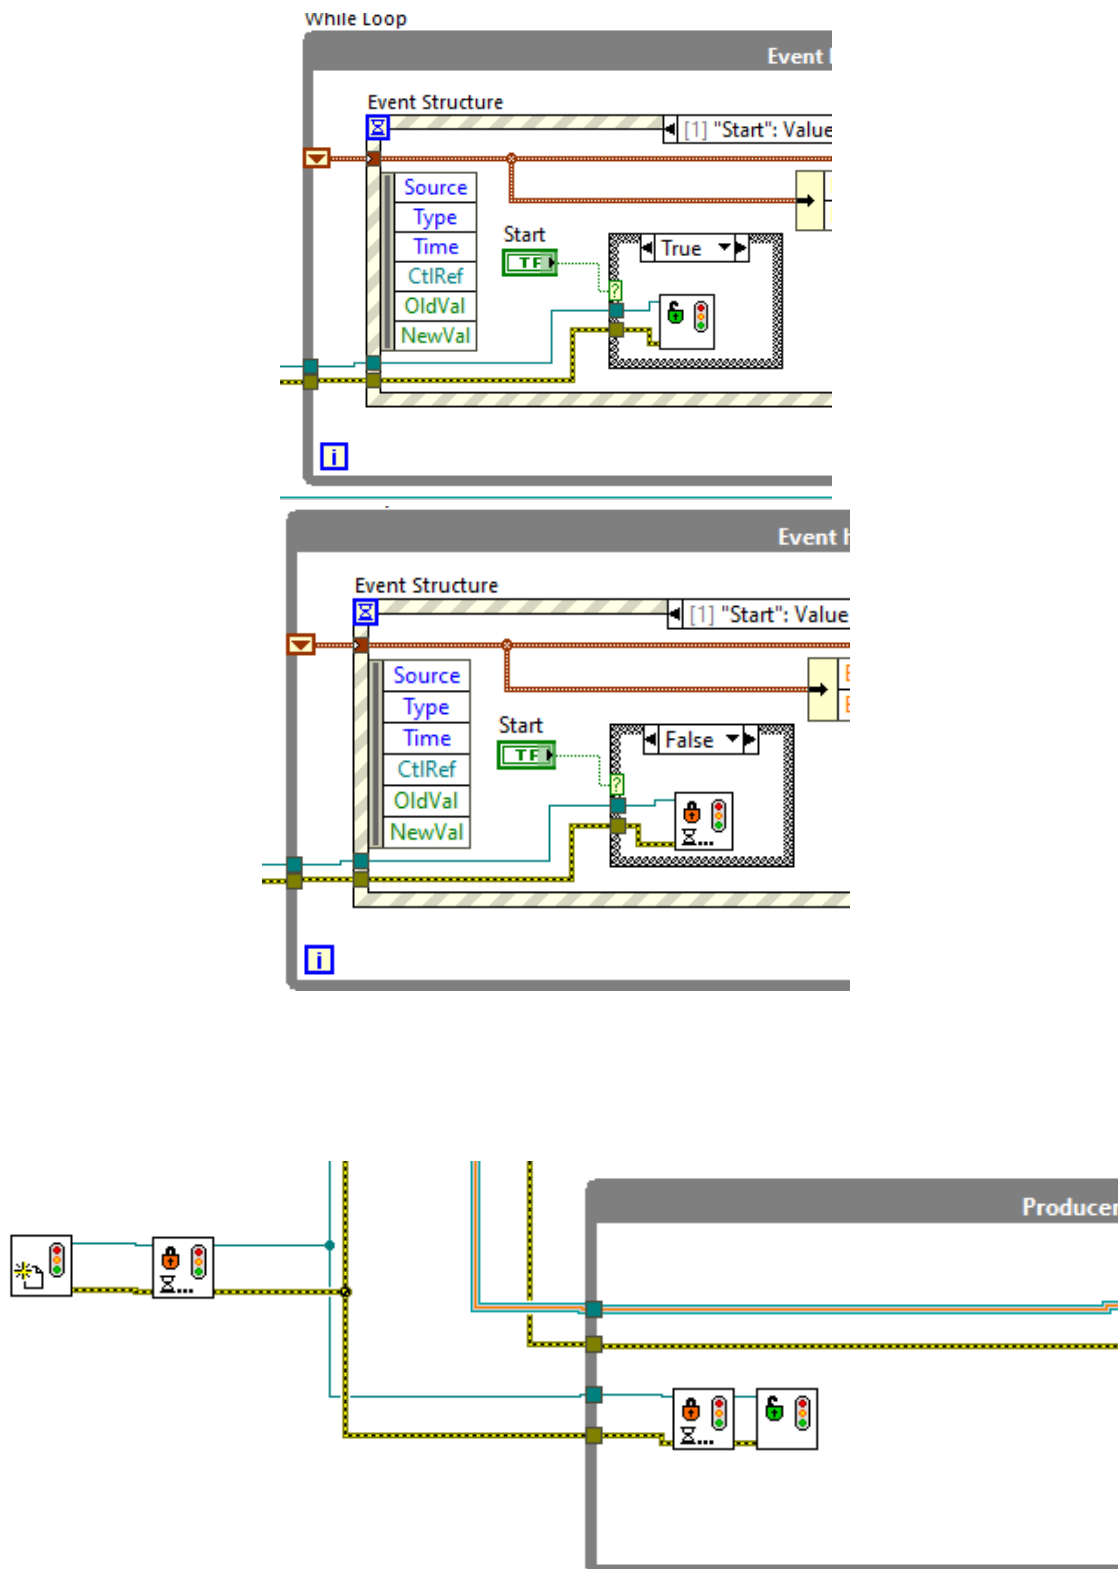 While Loop
Event
Event Structure
[1] "Start": Value
Source
Type
Time
CtlRef
OldVal
NewVal
Start
TF
True
?
i
Event
Event Structure
[1] "Start": Value
Source
Type
Time
CtlRef
OldVal
NewVal
Start
TF
False
?
i
Producer